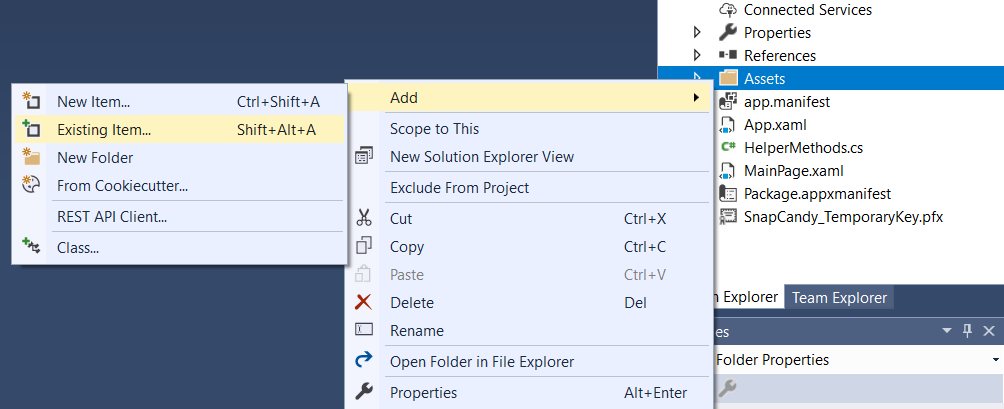 Connected Services
Properties
References
Assets
app.manifest
App.xaml
HelperMethods.cs
MainPage.xaml
Package.appxmanifest
SnapCandy_TemporaryKey.pfx
New Item... Ctrl+Shift+A
Existing Item... Shift+Alt+A
New Folder
From Cookiecutter...
REST API Client...
Class...
Add
Scope to This
New Solution Explorer View
Exclude From Project
Cut Ctrl+X
Copy Ctrl+C
Paste Ctrl+V
Delete Del
Rename
Open Folder in File Explorer
Properties Alt+Enter
Explorer Team Explorer
es
Folder Properties